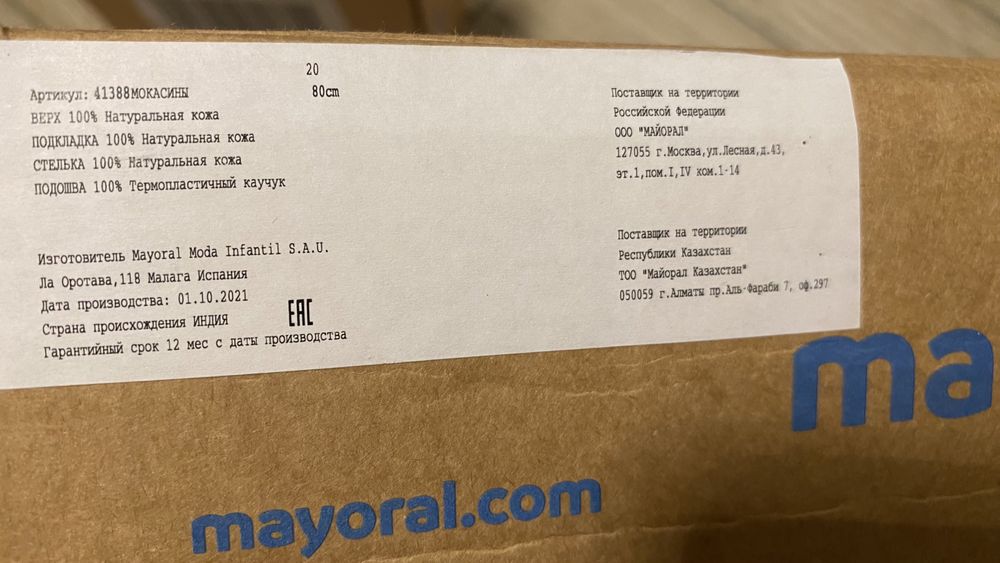 20
Артикул: 41388МОКАСИНЫ 80cm
ВЕРХ 100% Натуральная кожа
ПОДКЛАДКА 100% Натуральная кожа
СТЕЛЬКА 100% Натуральная кожа
ПОДОШВА 100% Термопластичный каучук
Изготовитель Mayoral Moda Infantil S.A.U.
Ла Оротава,118 Малага Испания
Дата производства: 01.10.2021
Страна происхождения ИНДИЯ
EAC
Гарантийный срок 12 мес с даты производства
Поставщик на территории
Российской Федерации
ООО "МАЙОРАЛ"
127055 г.Москва,ул.Лесная,д.43,
эт.1,пом.I,IV ком.1-14
Поставщик на территории
Республики Казахстан
ТОО "Майорал Казахстан"
050059 г.Алматы пр.Аль-Фараби 7, оф.297
ma
mayoral.com